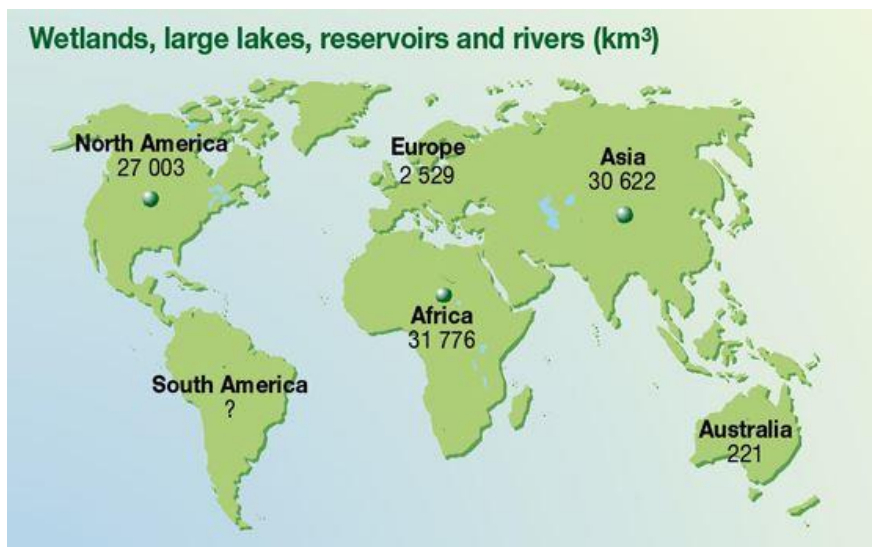 Wetlands, large lakes, reservoirs and rivers (km³)
North America
27 003
Europe
2 529
Asia
30 622
Africa
31 776
South America
?
Australia
221